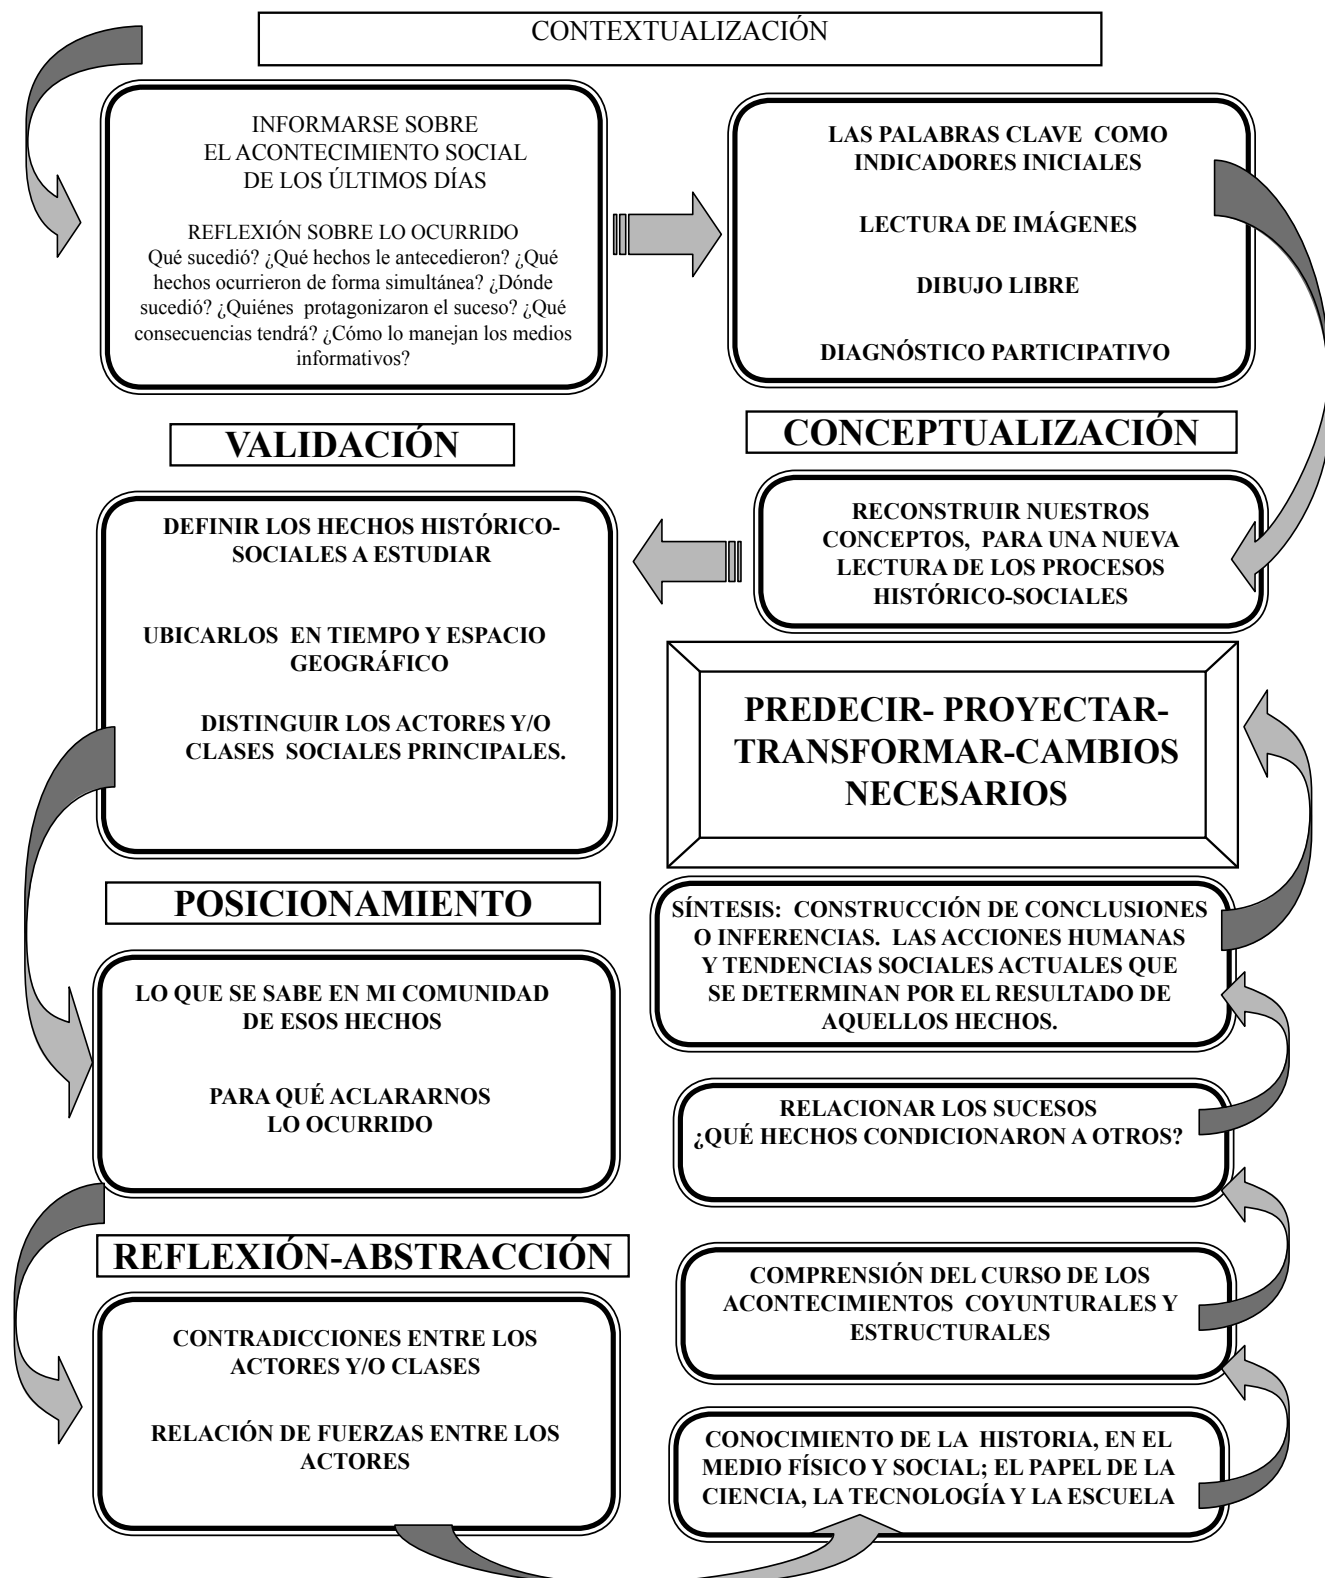 CONTEXTUALIZACIÓN
INFORMARSE SOBRE
EL ACONTECIMIENTO SOCIAL
DE LOS ÚLTIMOS DÍAS
REFLEXIÓN SOBRE LO OCURRIDO
Qué sucedió? ¿Qué hechos le antecedieron? ¿Qué
hechos ocurrieron de forma simultánea? ¿Dónde
sucedió? ¿Quiénes protagonizaron el suceso? ¿Qué
consecuencias tendrá? ¿Cómo lo manejan los medios
informativos?
LAS PALABRAS CLAVE COMO
INDICADORES INICIALES
LECTURA DE IMÁGENES
DIBUJO LIBRE
DIAGNÓSTICO PARTICIPATIVO
CONCEPTUALIZACIÓN
RECONSTRUIR NUESTROS
CONCEPTOS, PARA UNA NUEVA
LECTURA DE LOS PROCESOS
HISTÓRICO-SOCIALES
VALIDACIÓN
DEFINIR LOS HECHOS HISTÓRICO-
SOCIALES A ESTUDIAR
UBICARLOS EN TIEMPO Y ESPACIO
GEOGRÁFICO
DISTINGUIR LOS ACTORES Y/O
CLASES SOCIALES PRINCIPALES.
POSICIONAMIENTO
LO QUE SE SABE EN MI COMUNIDAD
DE ESOS HECHOS
PARA QUÉ ACLARARNOS
LO OCURRIDO
REFLEXIÓN-ABSTRACCIÓN
CONTRADICCIONES ENTRE LOS
ACTORES Y/O CLASES
RELACIÓN DE FUERZAS ENTRE LOS
ACTORES
CONOCIMIENTO DE LA HISTORIA, EN EL
MEDIO FÍSICO Y SOCIAL; EL PAPEL DE LA
CIENCIA, LA TECNOLOGÍA Y LA ESCUELA
COMPRENSIÓN DEL CURSO DE LOS
ACONTECIMIENTOS COYUNTURALES Y
ESTRUCTURALES
RELACIONAR LOS SUCESOS
¿QUÉ HECHOS CONDICIONARON A OTROS?
SÍNTESIS: CONSTRUCCIÓN DE CONCLUSIONES
O INFERENCIAS. LAS ACCIONES HUMANAS
Y TENDENCIAS SOCIALES ACTUALES QUE
SE DETERMINAN POR EL RESULTADO DE
AQUELLOS HECHOS.
PREDECIR- PROYECTAR-
TRANSFORMAR-CAMBIOS
NECESARIOS